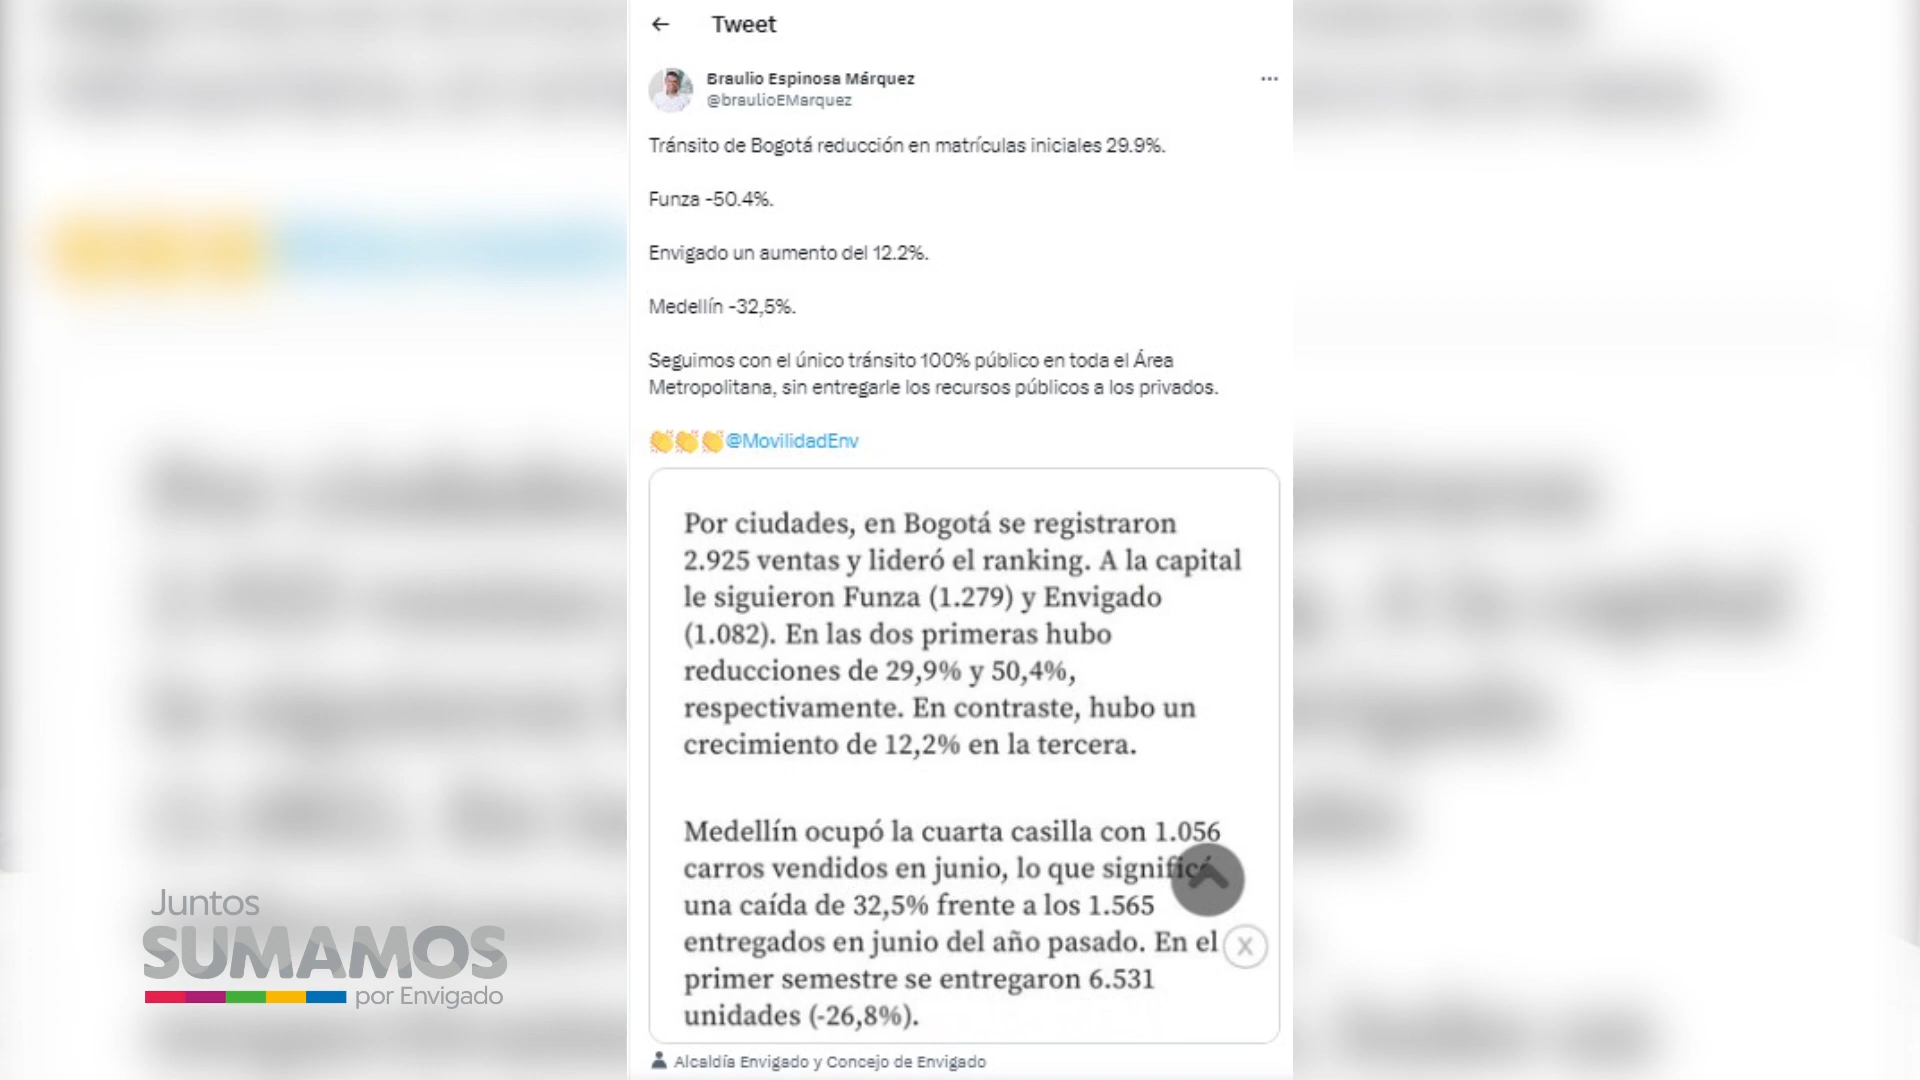 Tweet
Braulio Espinosa Márquez
@braulioEMarquez
Tránsito de Bogotá reducción en matrículas iniciales 29.9%.
Funza -50.4%.
Envigado un aumento del 12.2%.
Medellín -32,5%.
Seguimos con el único tránsito 100% público en toda el Área
Metropolitana, sin entregarle los recursos públicos a los privados.
👏👏👏@MovilidadEnv
Por ciudades, en Bogotá se registraron
2.925 ventas y lideró el ranking. A la capital
le siguieron Funza (1.279) y Envigado
(1.082). En las dos primeras hubo
reducciones de 29,9% y 50,4%,
respectivamente. En contraste, hubo un
crecimiento de 12,2% en la tercera.
Medellín ocupó la cuarta casilla con 1.056
carros vendidos en junio, lo que significó
una caída de 32,5% frente a los 1.565
entregados en junio del año pasado. En el
primer semestre se entregaron 6.531
unidades (-26,8%).
Alcaldía Envigado y Concejo de Envigado
Juntos
SUMAMOS
por Envigado